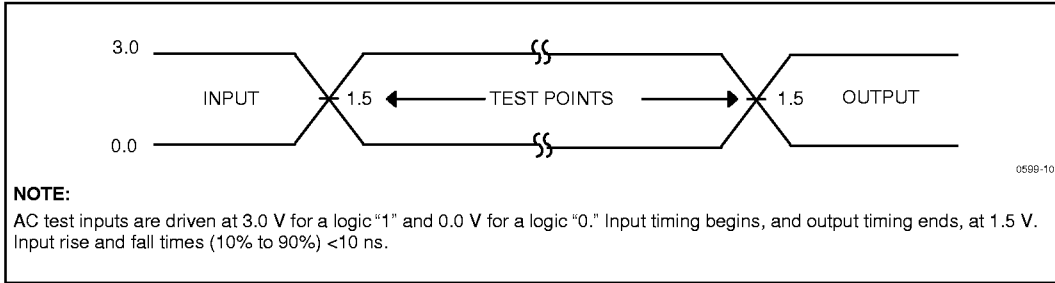 3.0
INPUT
1.5
TEST POINTS
1.5
OUTPUT
0.0
0599-10
NOTE:
AC test inputs are driven at 3.0 V for a logic “1” and 0.0 V for a logic “0.” Input timing begins, and output timing ends, at 1.5 V.
Input rise and fall times (10% to 90%) <10 ns.